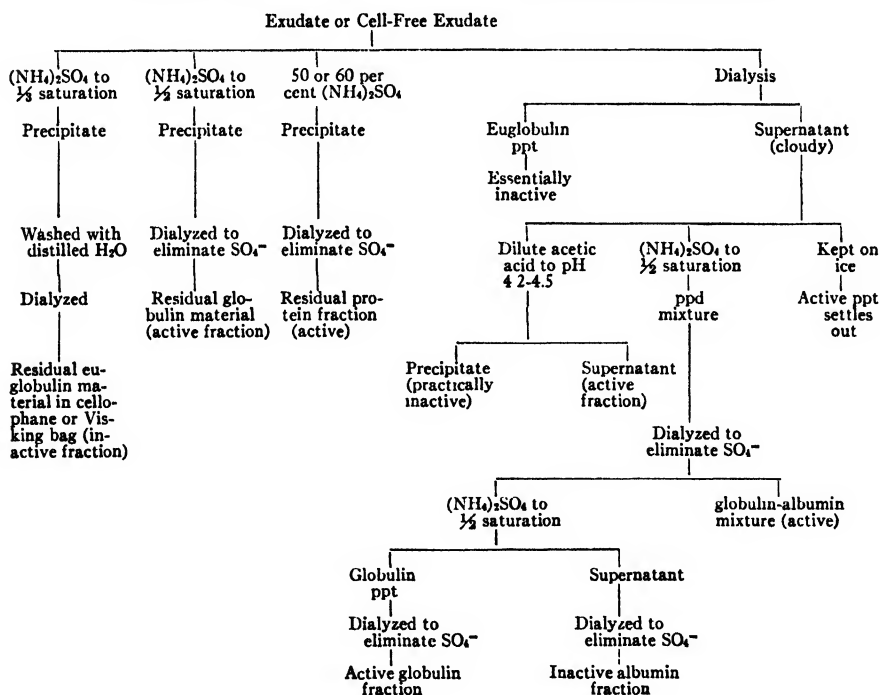 Exudate or Cell-Free Exudate
(NH₄)₂SO₄ to
⅓ saturation
Precipitate
Washed with
distilled H₂O
Dialyzed
Residual eu-
globulin ma-
terial in cello-
phane or Vis-
king bag (in-
active fraction)
(NH₄)₂SO₄ to
½ saturation
Precipitate
Dialyzed to
eliminate SO₄⁻
Residual glo-
bulin material
(active fraction)
50 or 60 per
cent (NH₄)₂SO₄
Precipitate
Dialyzed to
eliminate SO₄⁻
Residual pro-
tein fraction
(active)
Dialysis
Euglobulin
ppt
Essentially
inactive
Supernatant
(cloudy)
Dilute acetic
acid to pH
4 2-4.5
Precipitate
(practically
inactive)
Supernatant
(active
fraction)
(NH₄)₂SO₄ to
½ saturation
ppd
mixture
Dialyzed to
eliminate SO₄⁻
(NH₄)₂SO₄ to
½ saturation
Globulin
ppt
Dialyzed to
eliminate SO₄⁻
Active globulin
fraction
Supernatant
Dialyzed to
eliminate SO₄⁻
Inactive albumin
fraction
globulin-albumin
mixture (active)
Kept on
ice
Active ppt
settles
out